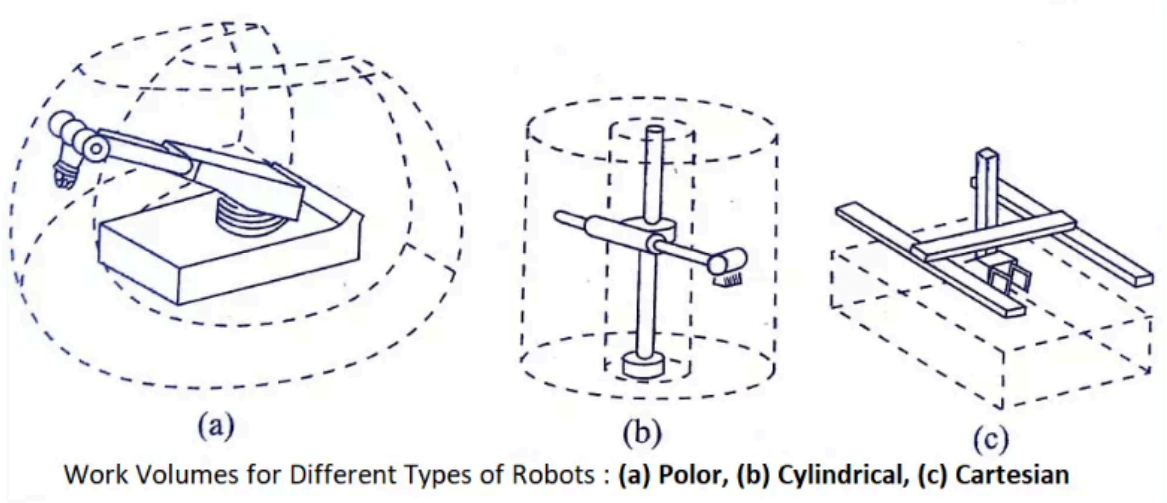 (a)
(b)
(c)
Work Volumes for Different Types of Robots : (a) Polor, (b) Cylindrical, (c) Cartesian